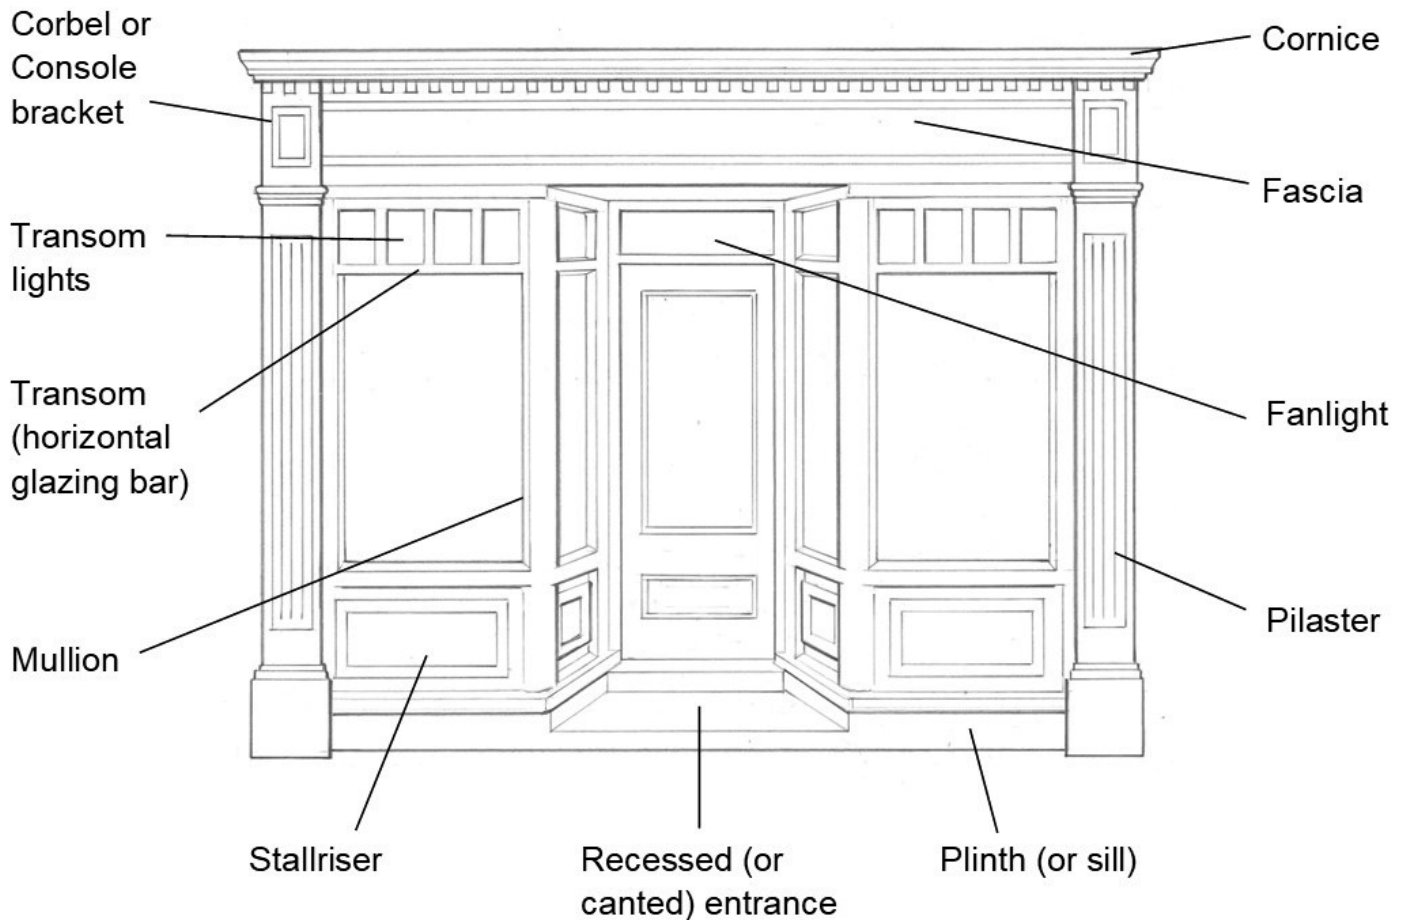 Corbel or
Console
bracket
Cornice
Fascia
Transom
lights
Transom
(horizontal
glazing bar)
Fanlight
Mullion
Pilaster
Stallriser
Recessed (or
canted) entrance
Plinth (or sill)